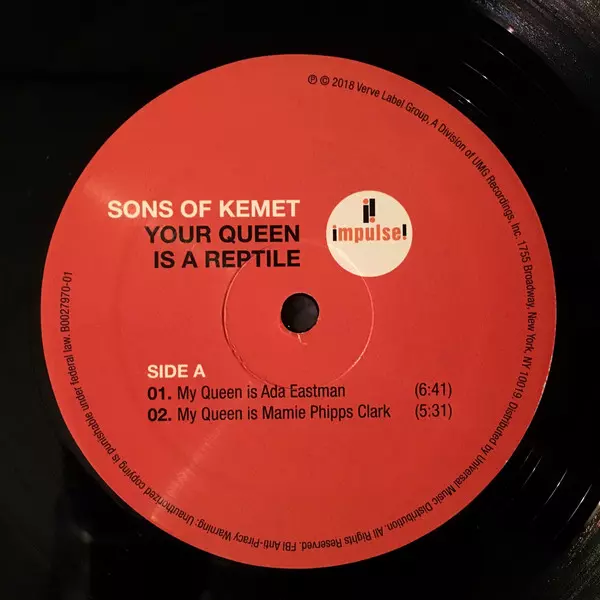 ℗ © 2018 Verve Label Group, A Division of UMG Recordings, Inc. 1755 Broadway, New York, NY 10019. Distributed by Universal Music Distribution. All Rights Reserved. FBI Anti-Piracy Warning: Unauthorized copying is punishable under federal law. B0027970-01
SONS OF KEMET
YOUR QUEEN
IS A REPTILE
i!
impulse!
SIDE A
01. My Queen is Ada Eastman (6:41)
02. My Queen is Mamie Phipps Clark (5:31)